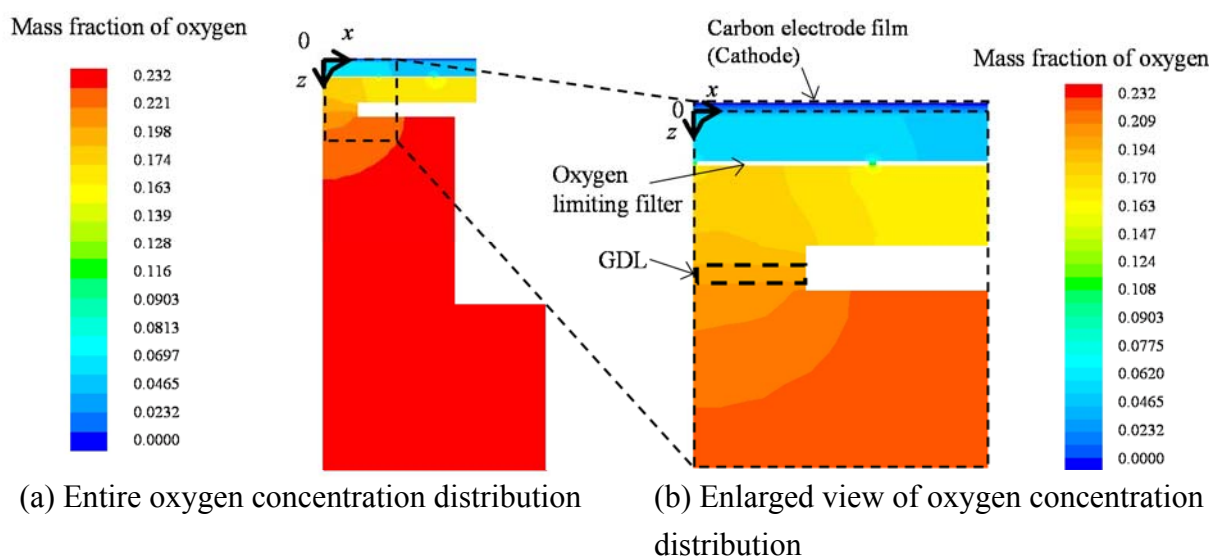 Mass fraction of oxygen
0.232
0.221
0.198
0.174
0.163
0.139
0.128
0.116
0.0903
0.0813
0.0697
0.0465
0.0232
0.0000
0
x
z
(a) Entire oxygen concentration distribution
Carbon electrode film
(Cathode)
x
0
z
Oxygen
limiting filter
GDL
Mass fraction of oxygen
0.232
0.209
0.194
0.170
0.163
0.147
0.124
0.108
0.0903
0.0775
0.0620
0.0465
0.0232
0.0000
(b) Enlarged view of oxygen concentration
distribution